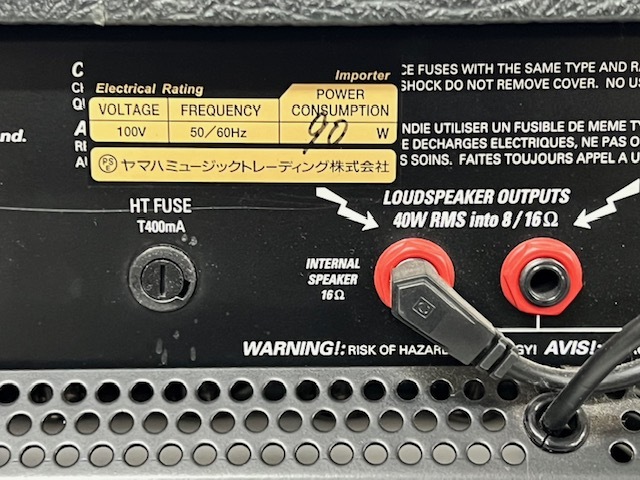 CE FUSES WITH THE SAME TYPE AND RA
SHOCK DO NOT REMOVE COVER. NO U
Electrical Rating Importer
VOLTAGE FREQUENCY POWER CONSUMPTION
100V 50/60Hz 90 W
PSE ヤマハミュージックトレーディング株式会社
nd.
NDIE UTILISER UN FUSIBLE DE MEME TY
E DECHARGES ELECTRIQUES, NE PAS O
S SOINS. FAITES TOUJOURS APPEL A U
HT FUSE
T400mA
LOUDSPEAKER OUTPUTS
40W RMS into 8/16Ω
INTERNAL
SPEAKER
16Ω
WARNING!: RISK OF HAZARD GY! AVIS!: